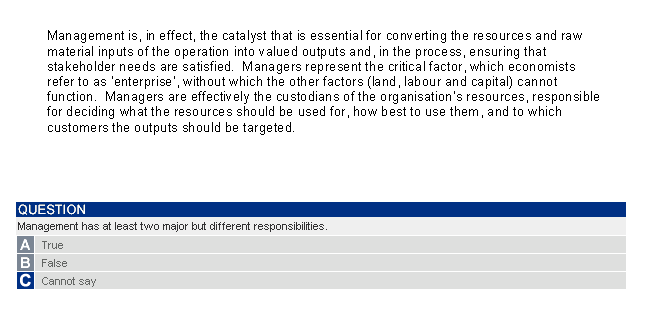 Management is, in effect, the catalyst that is essential for converting the resources and raw
material inputs of the operation into valued outputs and, in the process, ensuring that
stakeholder needs are satisfied. Managers represent the critical factor, which economists
refer to as 'enterprise', without which the other factors (land, labour and capital) cannot
function. Managers are effectively the custodians of the organisation's resources, responsible
for deciding what the resources should be used for, how best to use them, and to which
customers the outputs should be targeted.
QUESTION
Management has at least two major but different responsibilities.
A True
B False
C Cannot say